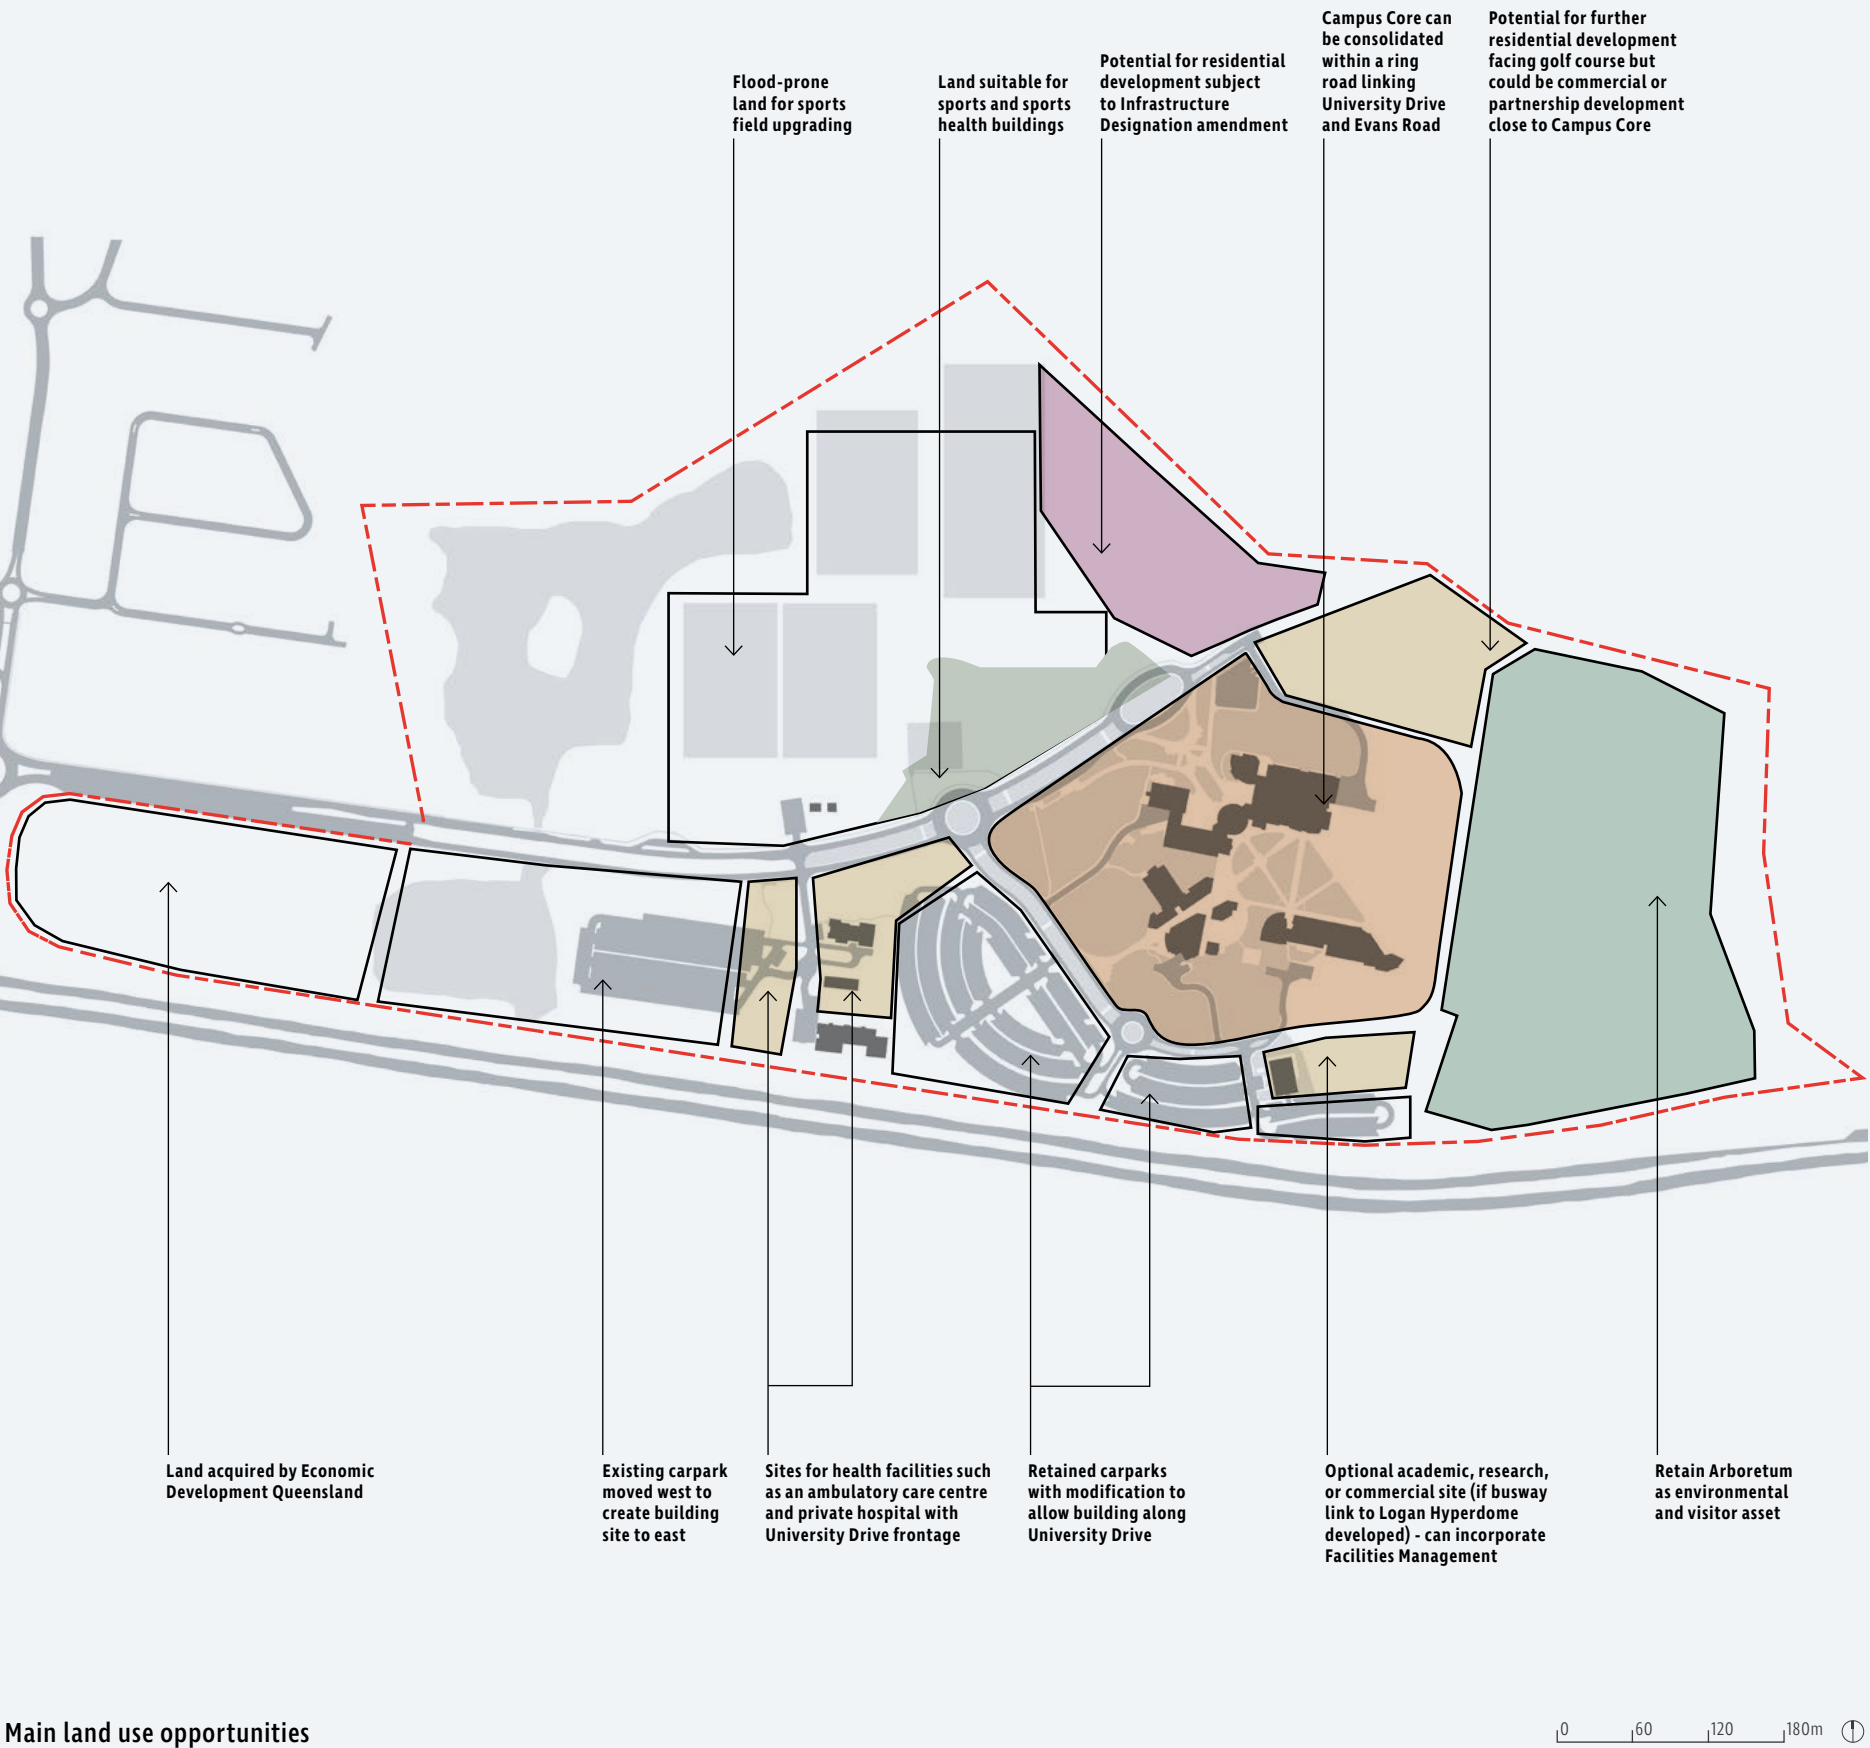 Flood-prone
land for sports
field upgrading
Land suitable for
sports and sports
health buildings
Potential for residential
development subject
to Infrastructure
Designation amendment
Campus Core can
be consolidated
within a ring
road linking
University Drive
and Evans Road
Potential for further
residential development
facing golf course but
could be commercial or
partnership development
close to Campus Core
Land acquired by Economic
Development Queensland
Existing carpark
moved west to
create building
site to east
Sites for health facilities such
as an ambulatory care centre
and private hospital with
University Drive frontage
Retained carparks
with modification to
allow building along
University Drive
Optional academic, research,
or commercial site (if busway
link to Logan Hyperdome
developed) - can incorporate
Facilities Management
Retain Arboretum
as environmental
and visitor asset
Main land use opportunities
0 60 120 180m